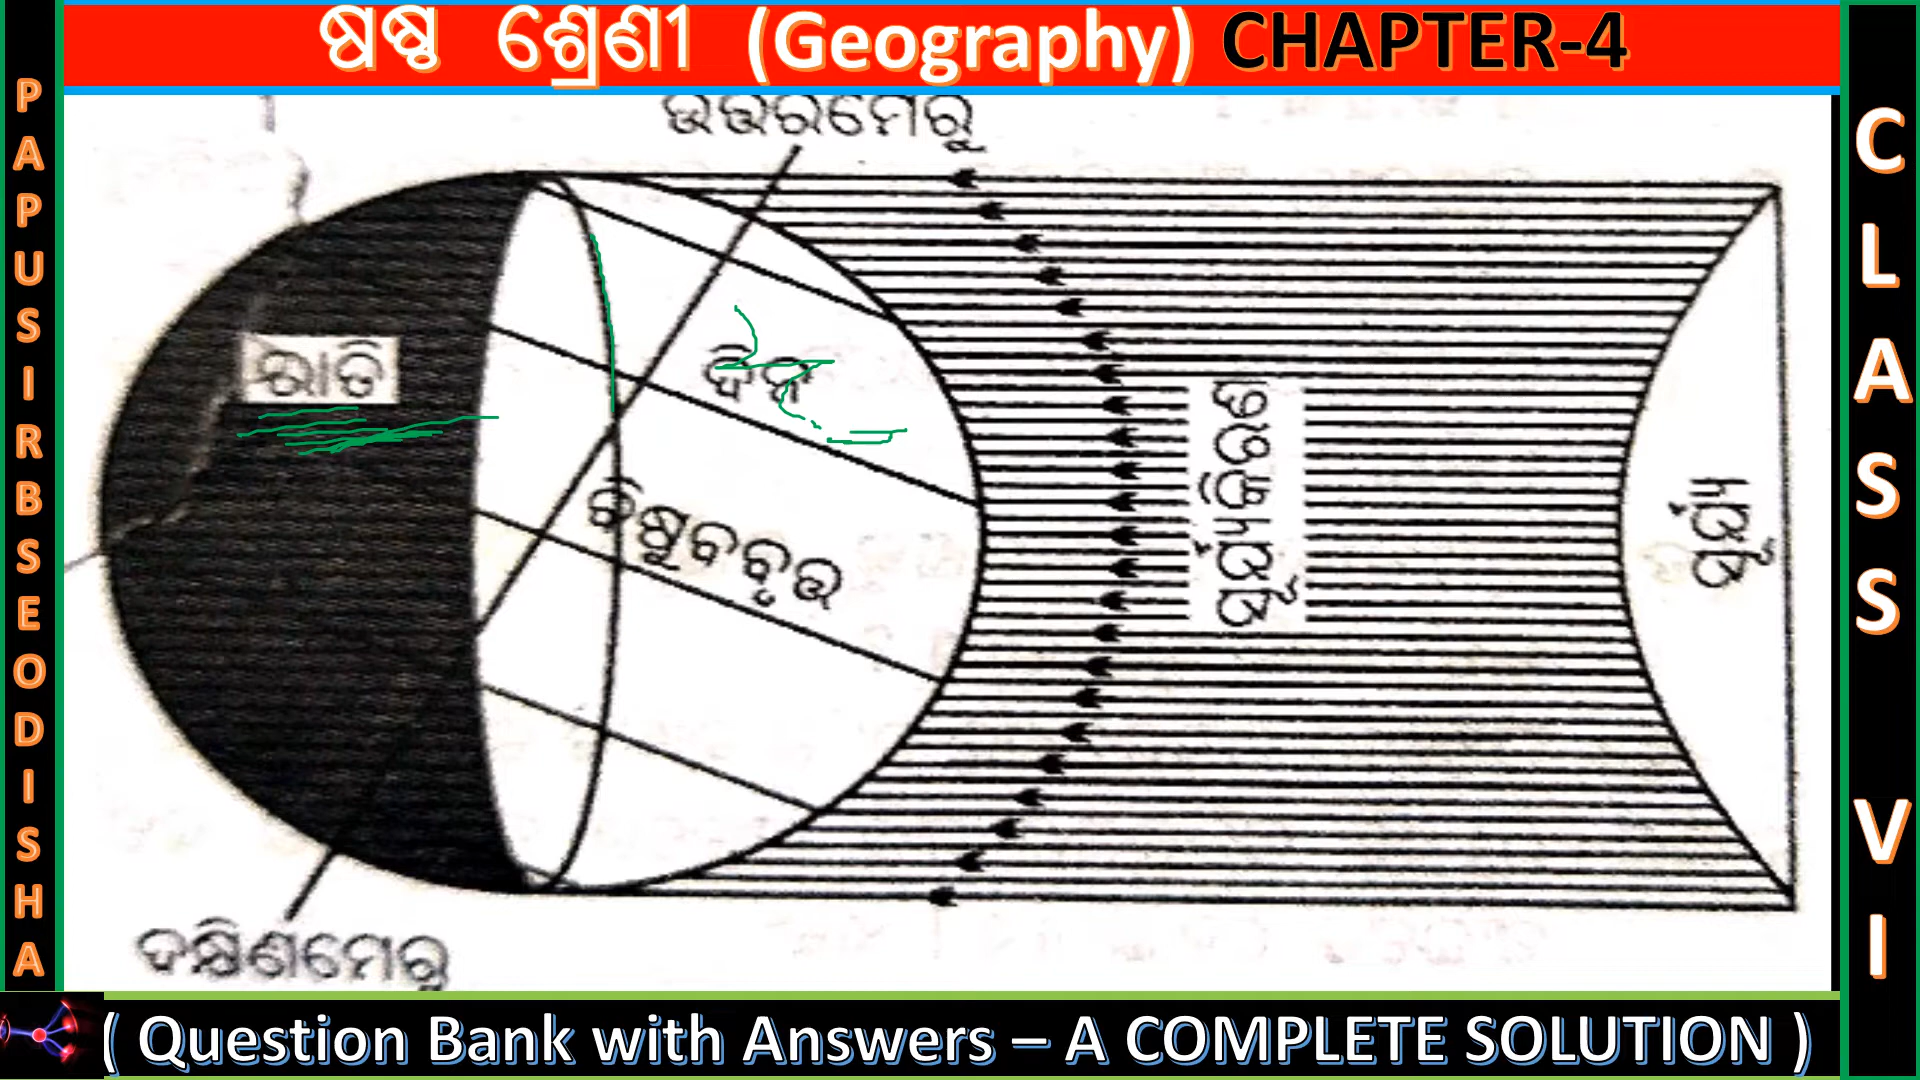 ଷଷ୍ଠ ଶ୍ରେଣୀ (Geography) CHAPTER-4
PAPUSIRBSEODISHA
CLASS VI
ଉତ୍ତରମେରୁ
ରାତି
ଦିନ
ବିଷୁବବୃତ୍ତ
ସୂର୍ଯ୍ୟକିରଣ
ସୂର୍ଯ୍ୟ
ଦକ୍ଷିଣମେରୁ
( Question Bank with Answers – A COMPLETE SOLUTION )